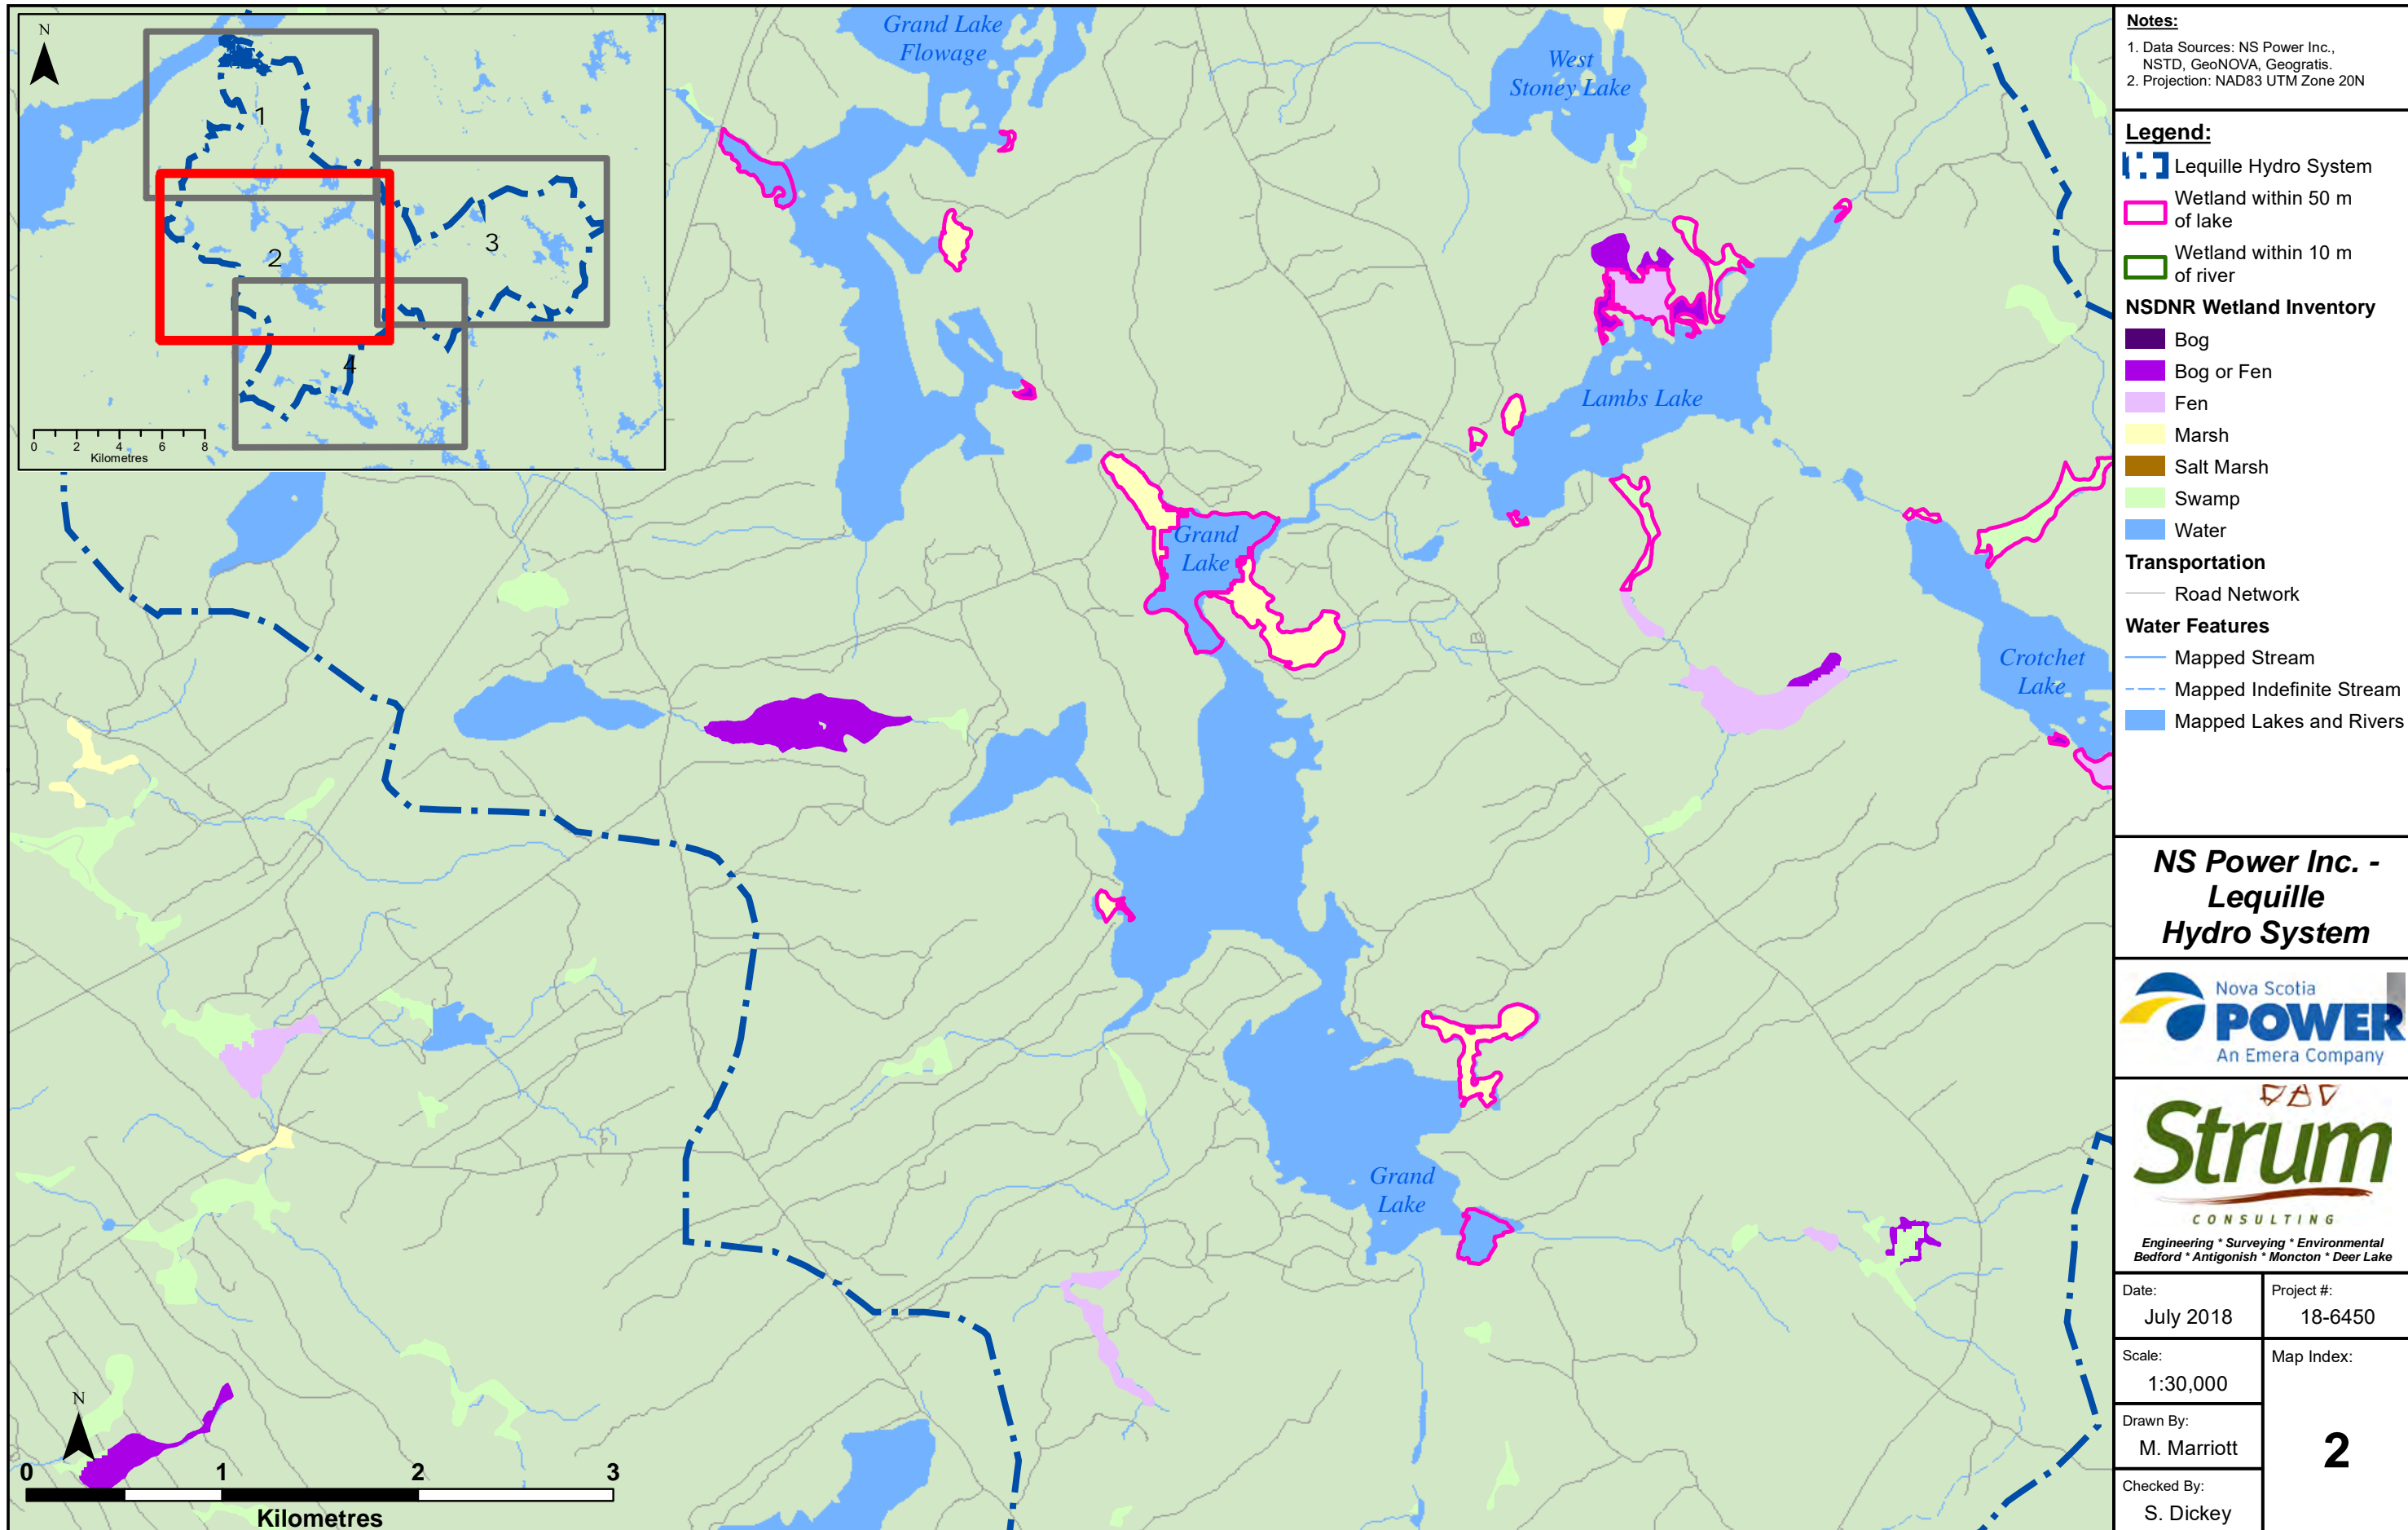 N
1
2
3
4
0 2 4 6 8
Kilometres
Grand Lake
Flowage
West
Stoney Lake
Lambs Lake
Grand
Lake
Crotchet
Lake
Grand
Lake
N
0 1 2 3
Kilometres
Notes:
1. Data Sources: NS Power Inc.,
NSTD, GeoNOVA, Geogratis.
2. Projection: NAD83 UTM Zone 20N
Legend:
Lequille Hydro System
Wetland within 50 m
of lake
Wetland within 10 m
of river
NSDNR Wetland Inventory
Bog
Bog or Fen
Fen
Marsh
Salt Marsh
Swamp
Water
Transportation
Road Network
Water Features
Mapped Stream
Mapped Indefinite Stream
Mapped Lakes and Rivers
NS Power Inc. -
Lequille
Hydro System
Nova Scotia
POWER
An Emera Company
Strum
CONSULTING
Engineering * Surveying * Environmental
Bedford * Antigonish * Moncton * Deer Lake
Date:
July 2018
Project #:
18-6450
Scale:
1:30,000
Map Index:
2
Drawn By:
M. Marriott
Checked By:
S. Dickey